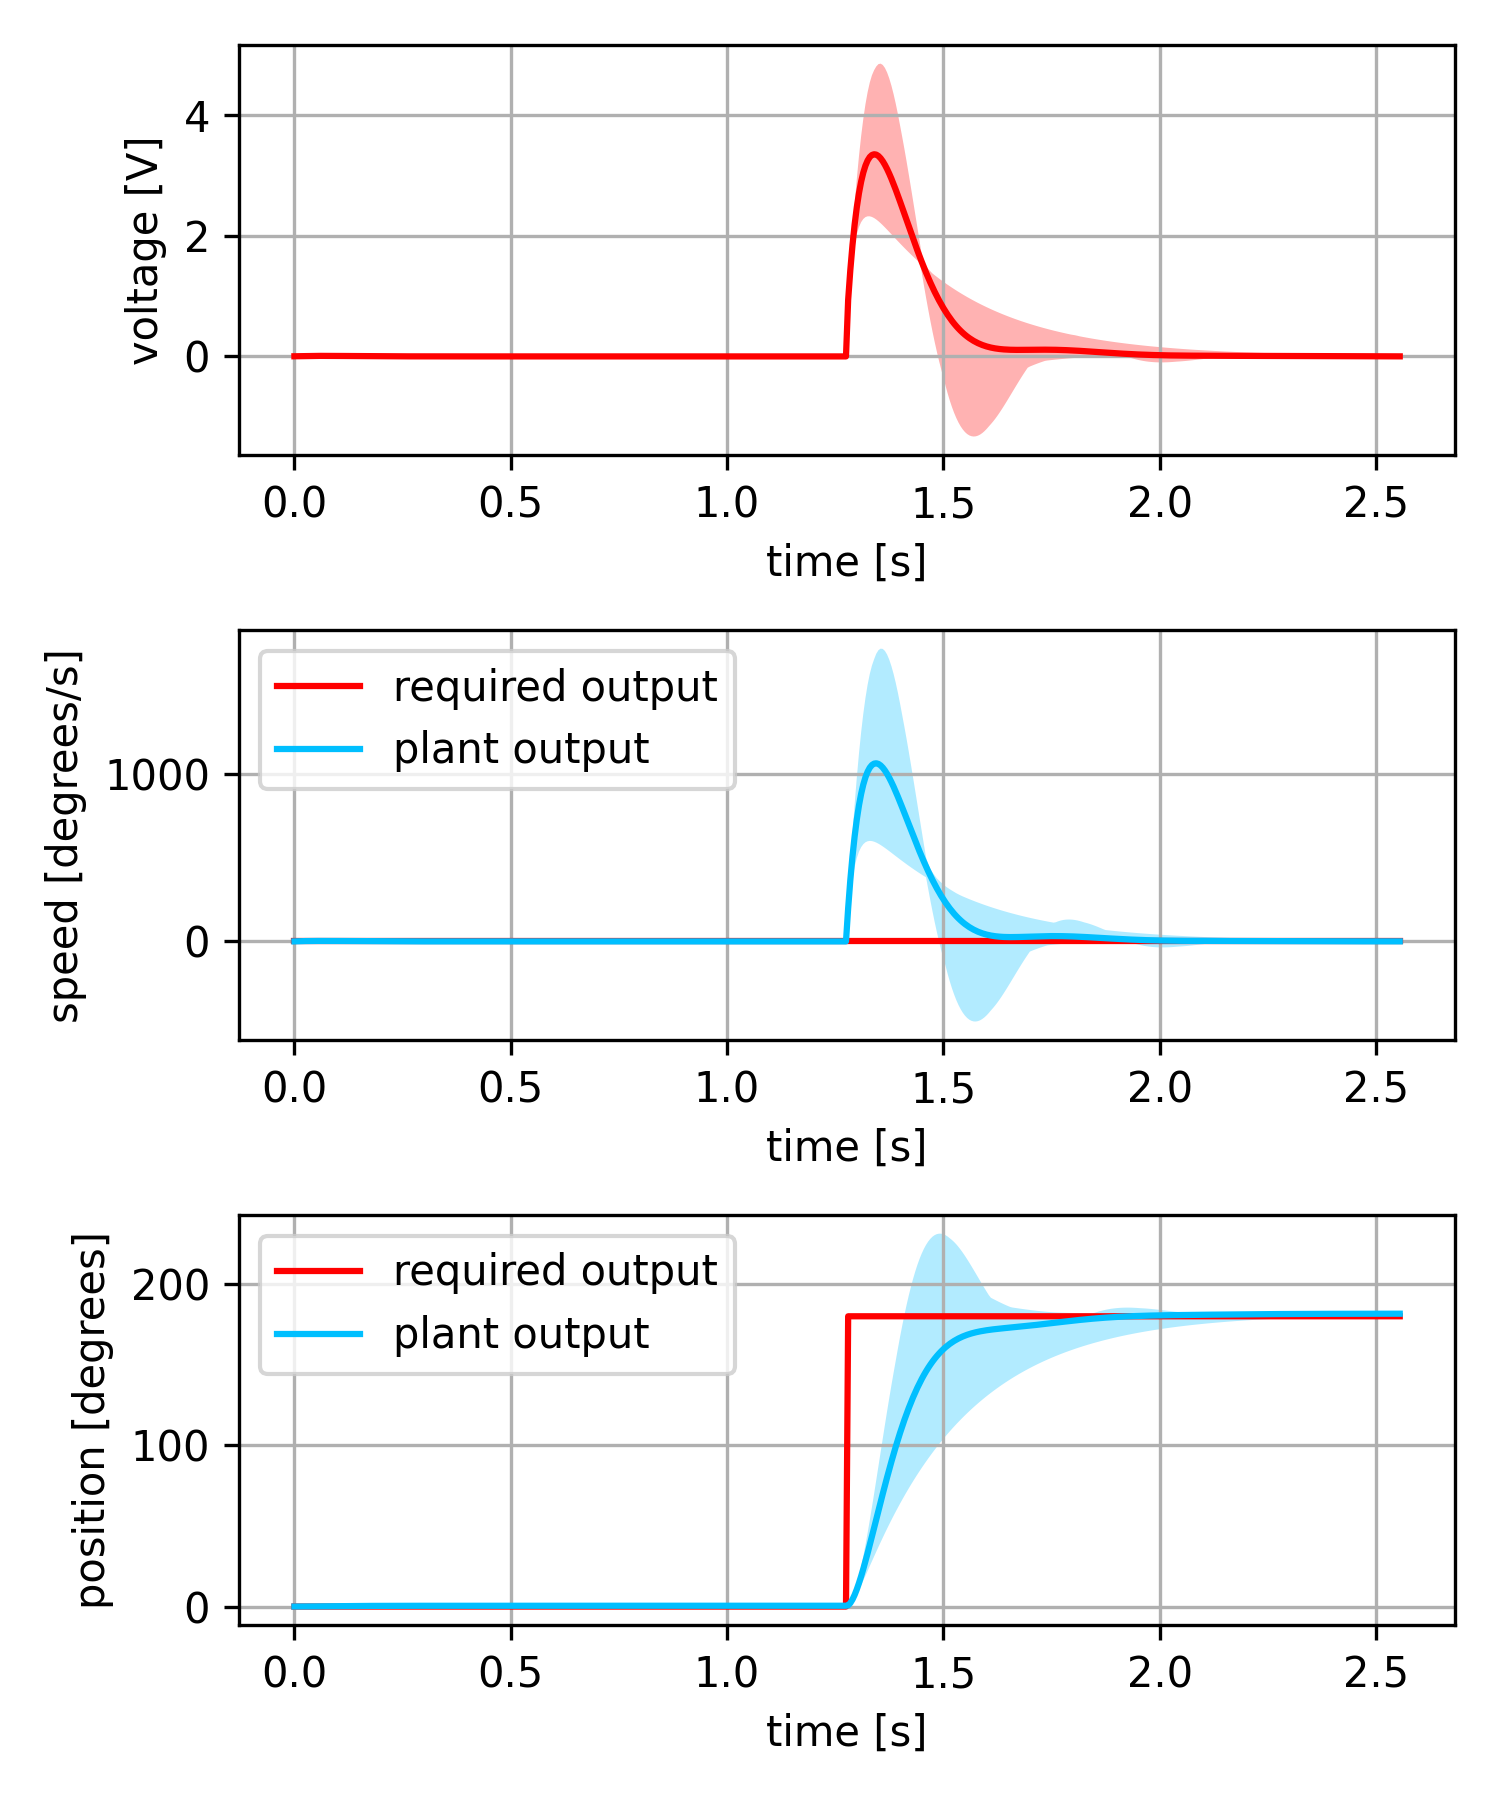 voltage [V]
4
2
0
0.0 0.5 1.0 1.5 2.0 2.5
time [s]
speed [degrees/s]
required output
plant output
1000
0
0.0 0.5 1.0 1.5 2.0 2.5
time [s]
position [degrees]
required output
plant output
200
100
0
0.0 0.5 1.0 1.5 2.0 2.5
time [s]